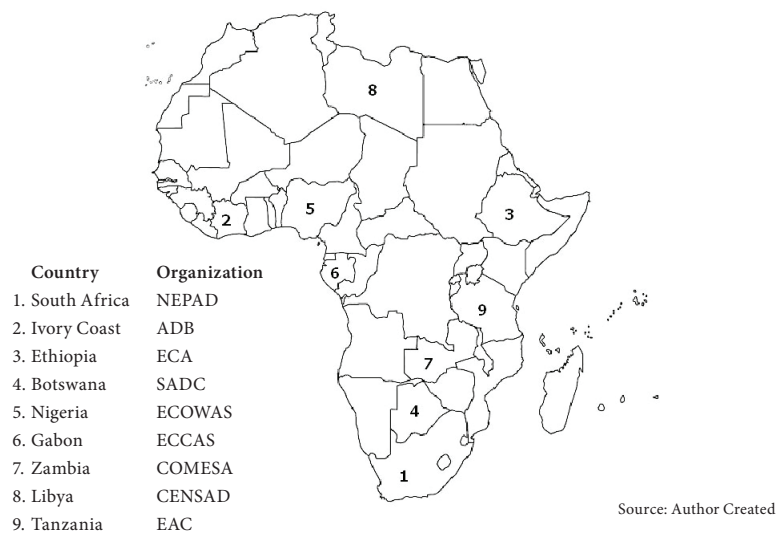 8
5
3
2
6
9
7
4
1
Country Organization
1. South Africa NEPAD
2. Ivory Coast ADB
3. Ethiopia ECA
4. Botswana SADC
5. Nigeria ECOWAS
6. Gabon ECCAS
7. Zambia COMESA
8. Libya CENSAD
9. Tanzania EAC
Source: Author Created